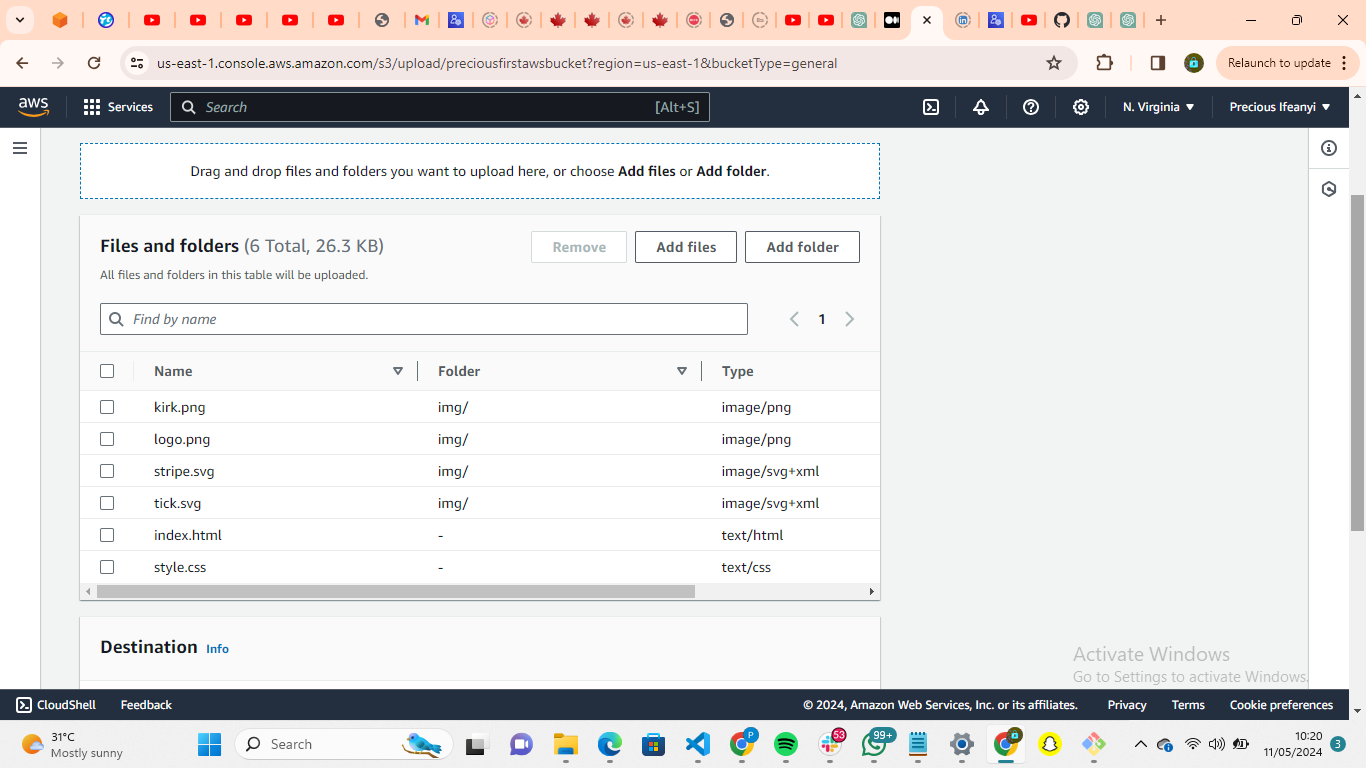 us-east-1.console.aws.amazon.com/s3/upload/preciousfirstawsbucket?region=us-east-1&bucketType=general
Relaunch to update
aws
Services
Search
[Alt+S]
N. Virginia
Precious Ifeanyi
Drag and drop files and folders you want to upload here, or choose Add files or Add folder.
Files and folders (6 Total, 26.3 KB)
Remove
Add files
Add folder
All files and folders in this table will be uploaded.
Find by name
1
Name Folder Type
kirk.png img/ image/png
logo.png img/ image/png
stripe.svg img/ image/svg+xml
tick.svg img/ image/svg+xml
index.html - text/html
style.css - text/css
Destination Info
Activate Windows
Go to Settings to activate Windows.
CloudShell
Feedback
© 2024, Amazon Web Services, Inc. or its affiliates.
Privacy
Terms
Cookie preferences
31°C
Mostly sunny
Search
P
53
99+
10:20
11/05/2024
3